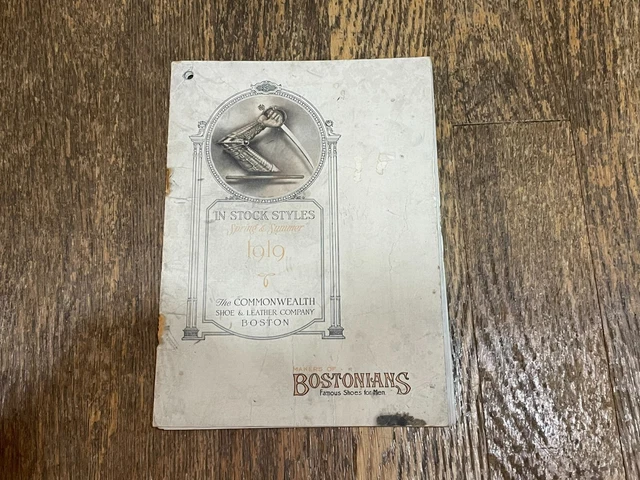 IN STOCK STYLES
Spring & Summer
1919
The COMMONWEALTH
SHOE & LEATHER COMPANY
BOSTON
MAKERS OF
BOSTONIANS
Famous Shoes for Men